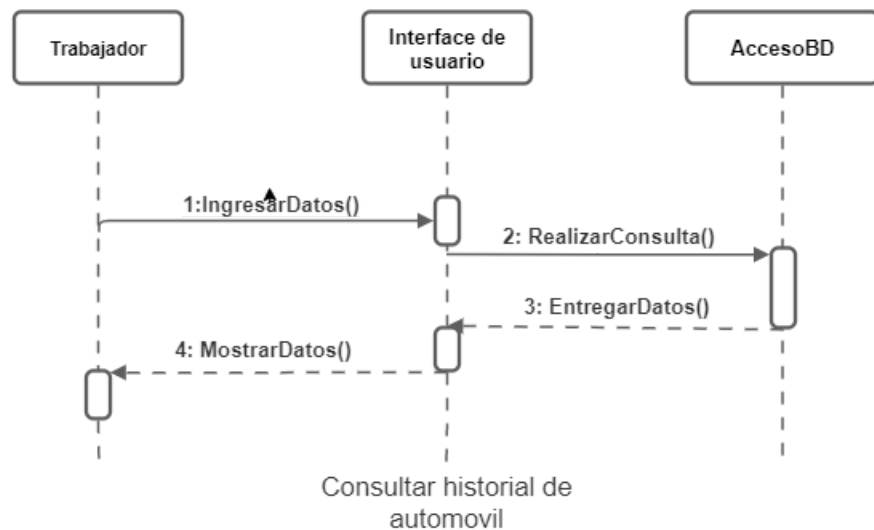 Trabajador
Interface de
usuario
AccesoBD
1:IngresarDatos()
2: RealizarConsulta()
3: EntregarDatos()
4: MostrarDatos()
Consultar historial de
automovil